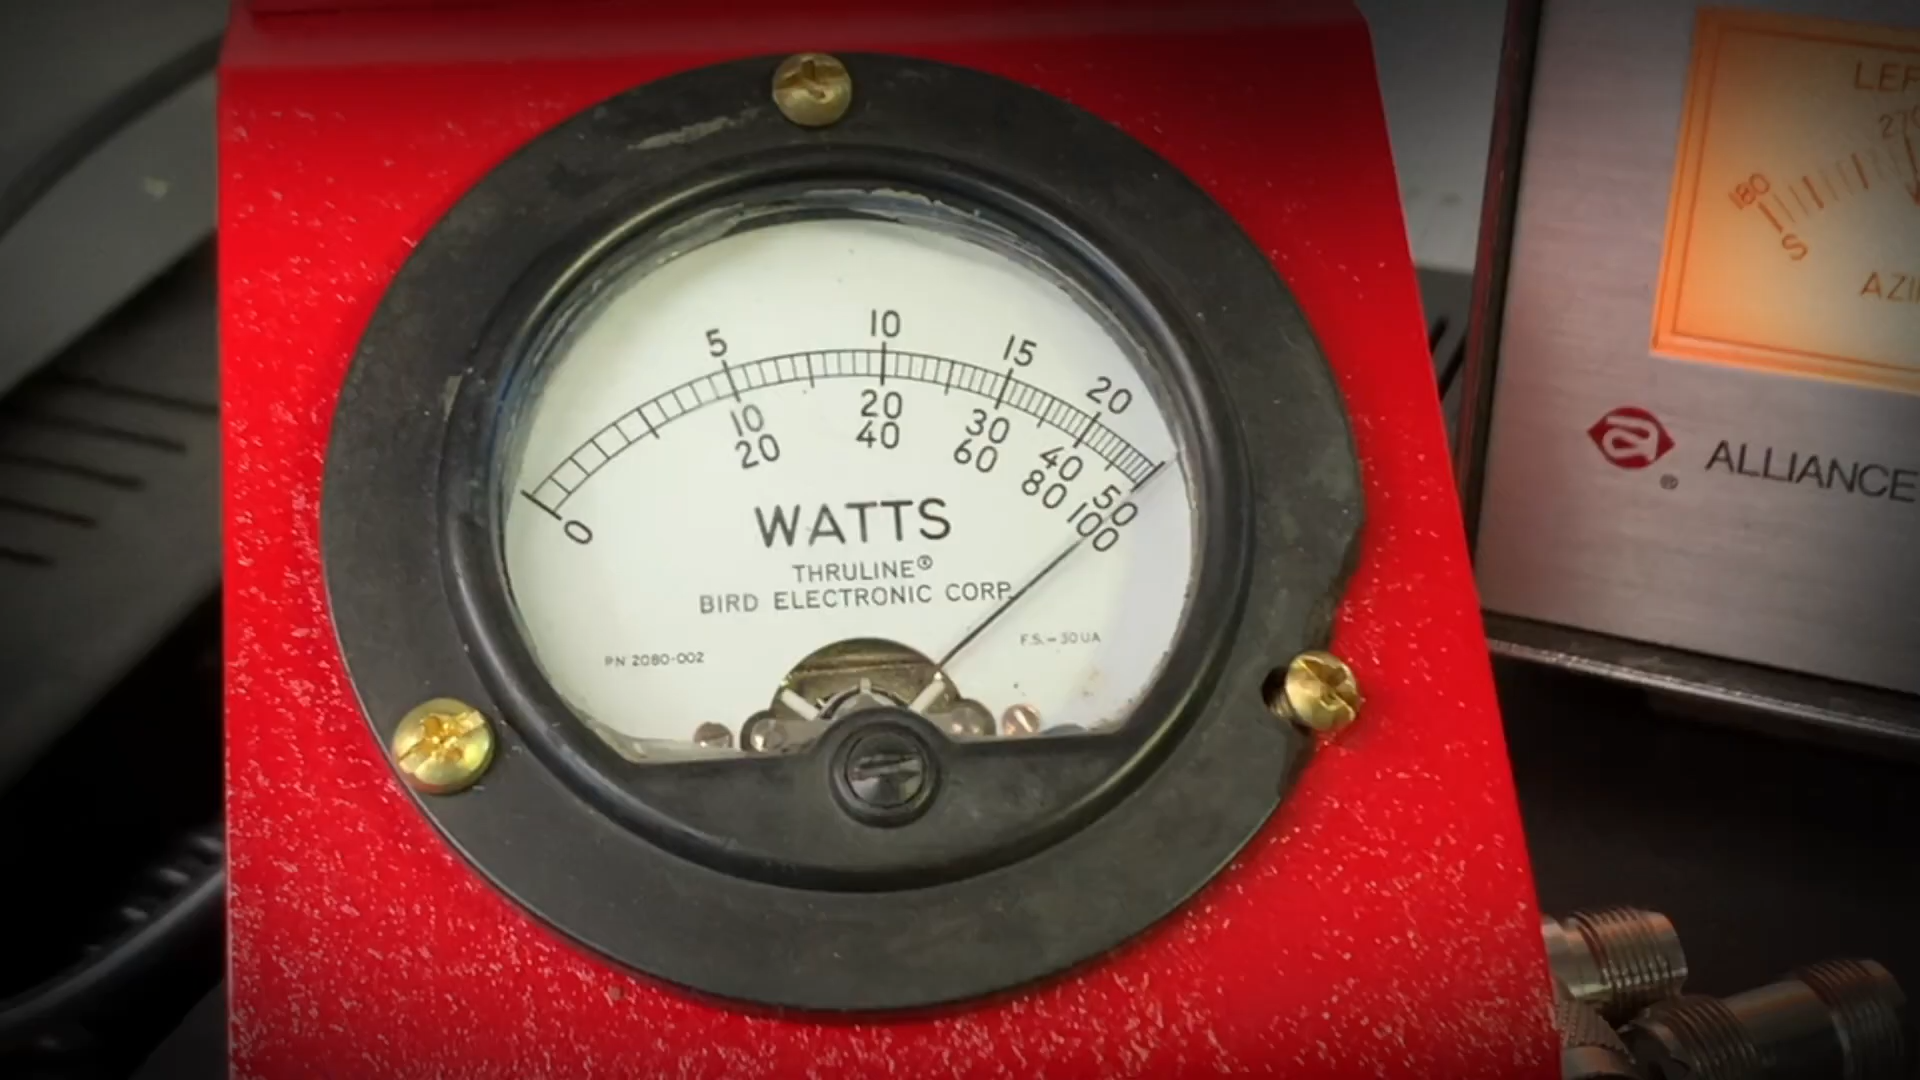 5 10 15 20
0 10 20 30 40 50
20 40 60 80 100
WATTS
THRULINE®
BIRD ELECTRONIC CORP.
PN 2080-002
F.S.-30UA
180
S
ALLIANCE
®